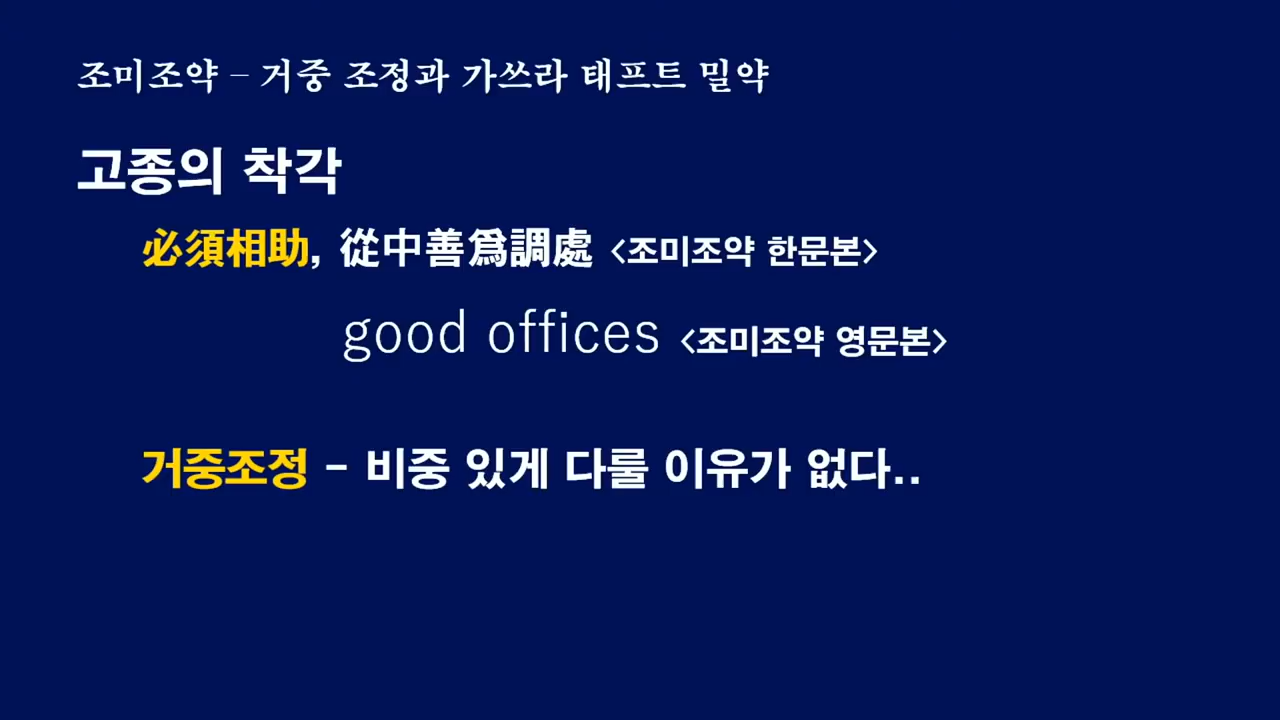 조미조약 – 거중 조정과 가쓰라 태프트 밀약
고종의 착각
必須相助, 從中善爲調處 <조미조약 한문본>
good offices <조미조약 영문본>
거중조정 - 비중 있게 다룰 이유가 없다..